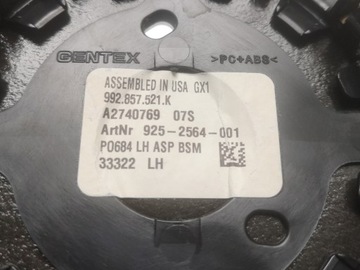 GENTEX
>PC+ABS<
ASSEMBLED IN USA GX1
992.857.521.K
A2740769 07S
ArtNr 925-2564-001
P0684 LH ASP BSM
33322 LH